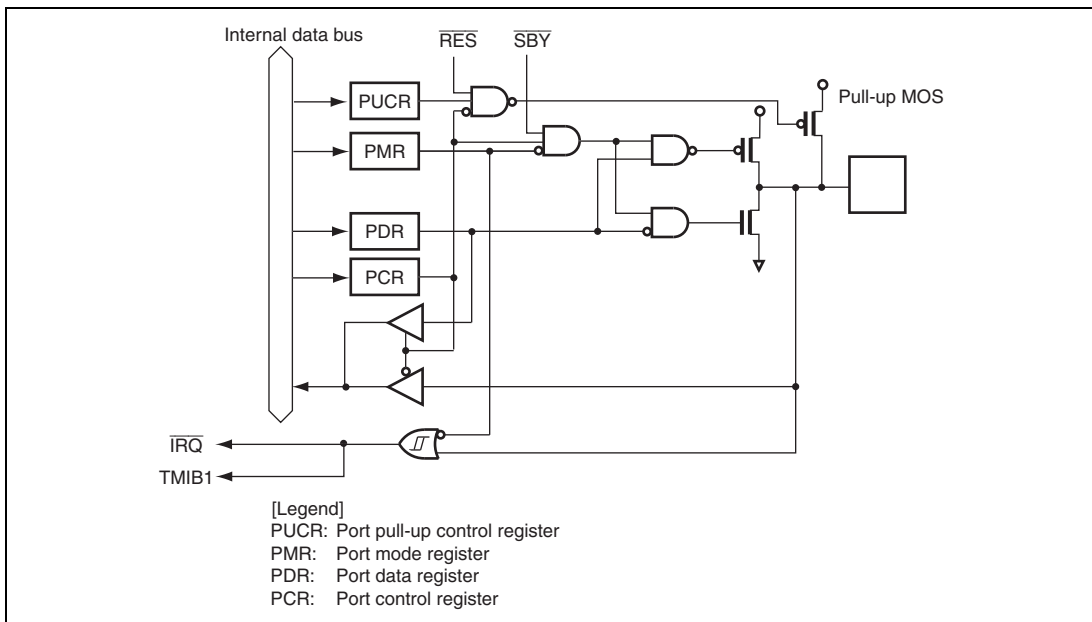 Internal data bus
RES
SBY
PUCR
Pull-up MOS
PMR
PDR
PCR
IRQ
TMIB1
[Legend]
PUCR: Port pull-up control register
PMR: Port mode register
PDR: Port data register
PCR: Port control register